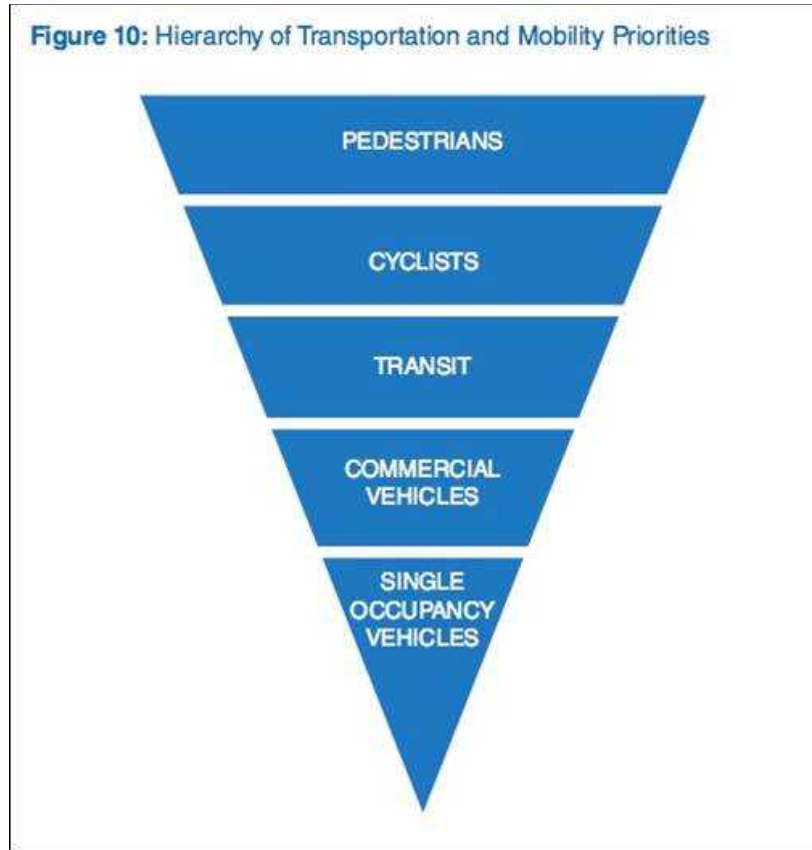 Figure 10: Hierarchy of Transportation and Mobility Priorities
PEDESTRIANS
CYCLISTS
TRANSIT
COMMERCIAL
VEHICLES
SINGLE
OCCUPANCY
VEHICLES